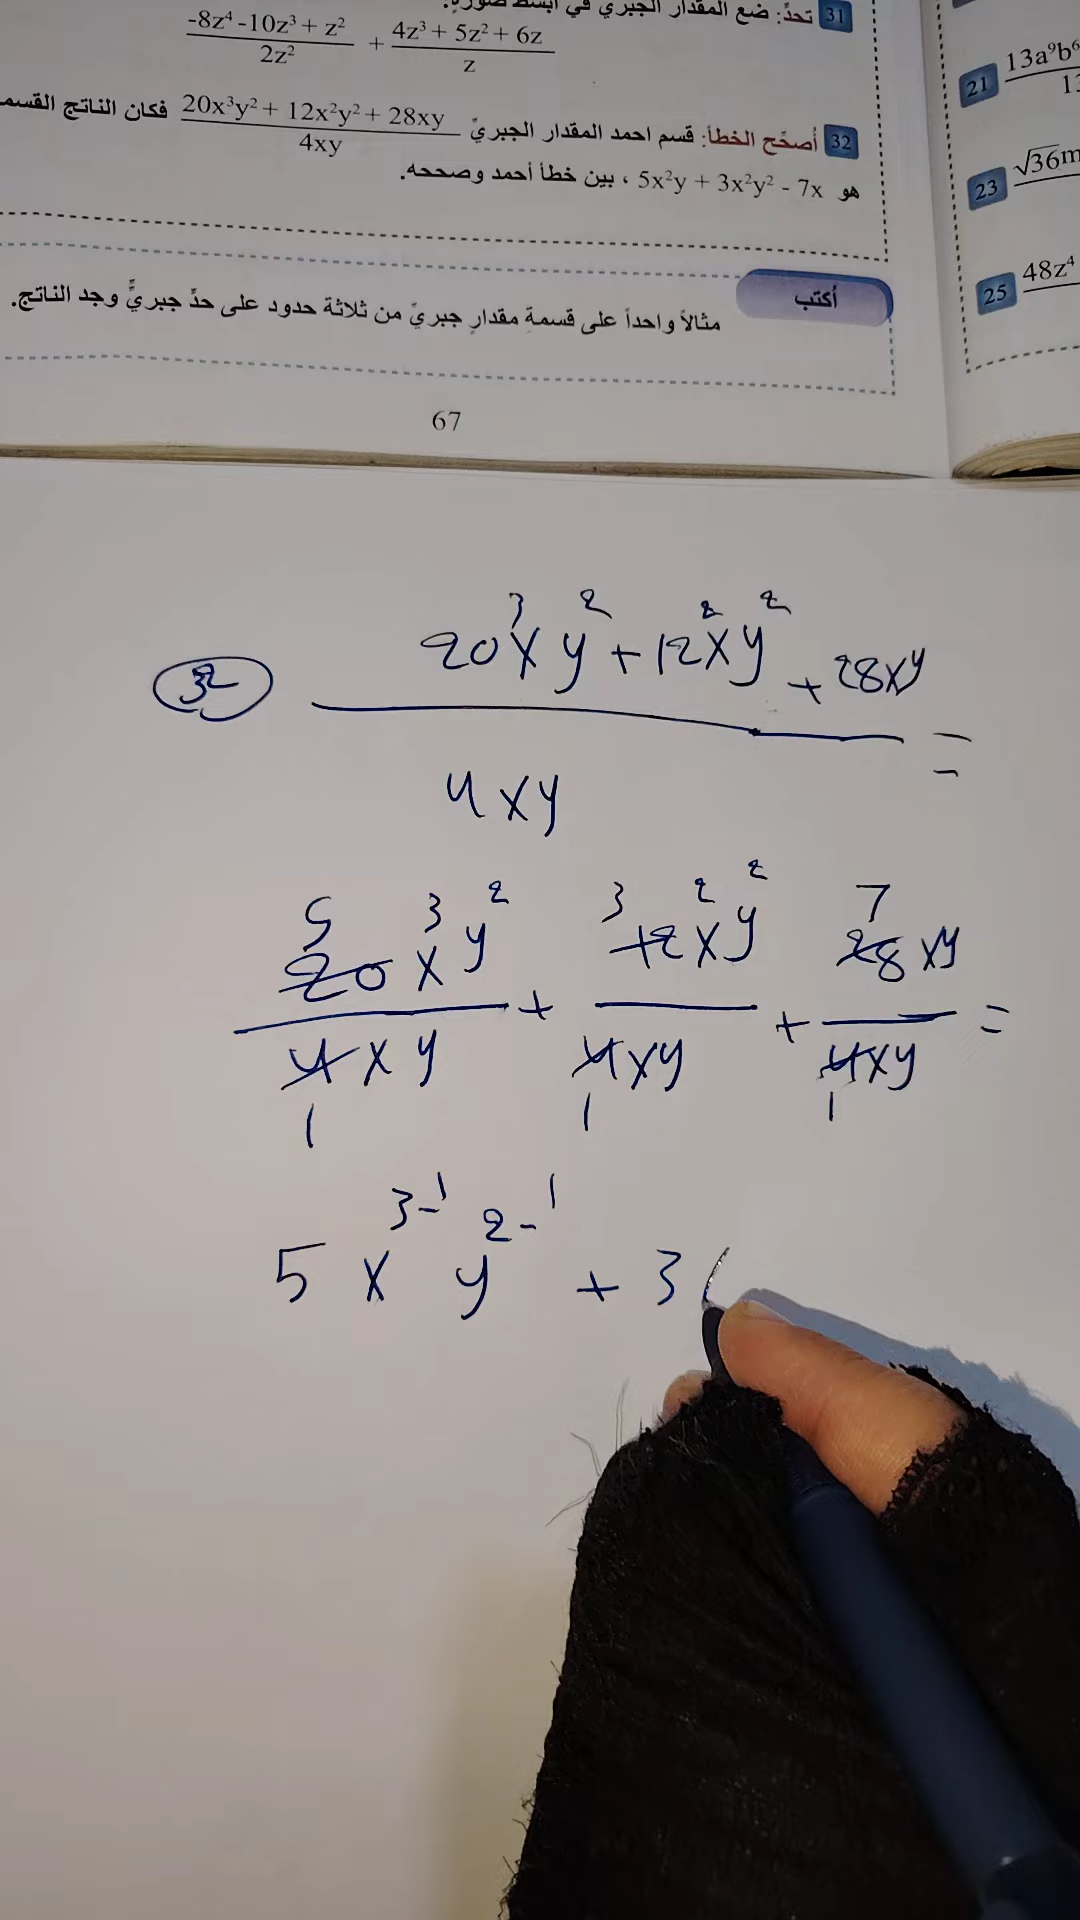 31 تحدٍّ: ضع المقدار الجبري في أبسط صورةٍ.
-8z⁴ -10z³ + z² / 2z² + 4z³ + 5z² + 6z / z
32 أصحّح الخطأ: قسم احمد المقدار الجبريّ 20x³y² + 12x²y² + 28xy / 4xy فكان الناتج القسمة
هو 5x²y + 3x²y² - 7x ، بين خطأ أحمد وصححه.
أكتب
مثالاً واحداً على قسمة مقدارٍ جبريّ من ثلاثة حدود على حدٍّ جبريٍّ وجد الناتج.
67
21 13a⁹b⁶
23 √36m
25 48z⁴
32 20x³y² + 12x²y² + 28xy =
4xy
5 3 7
20x³y² + 12x²y² + 28xy =
4xy 4xy 4xy
1 1 1
5 x³⁻¹ y²⁻¹ + 3 (